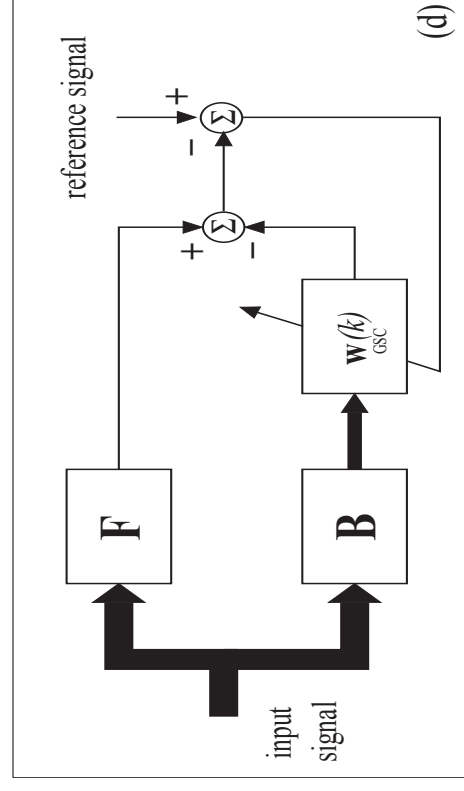 reference signal
+
−
Σ
+
−
Σ
F
w(k)
GSC
B
input
signal
(d)